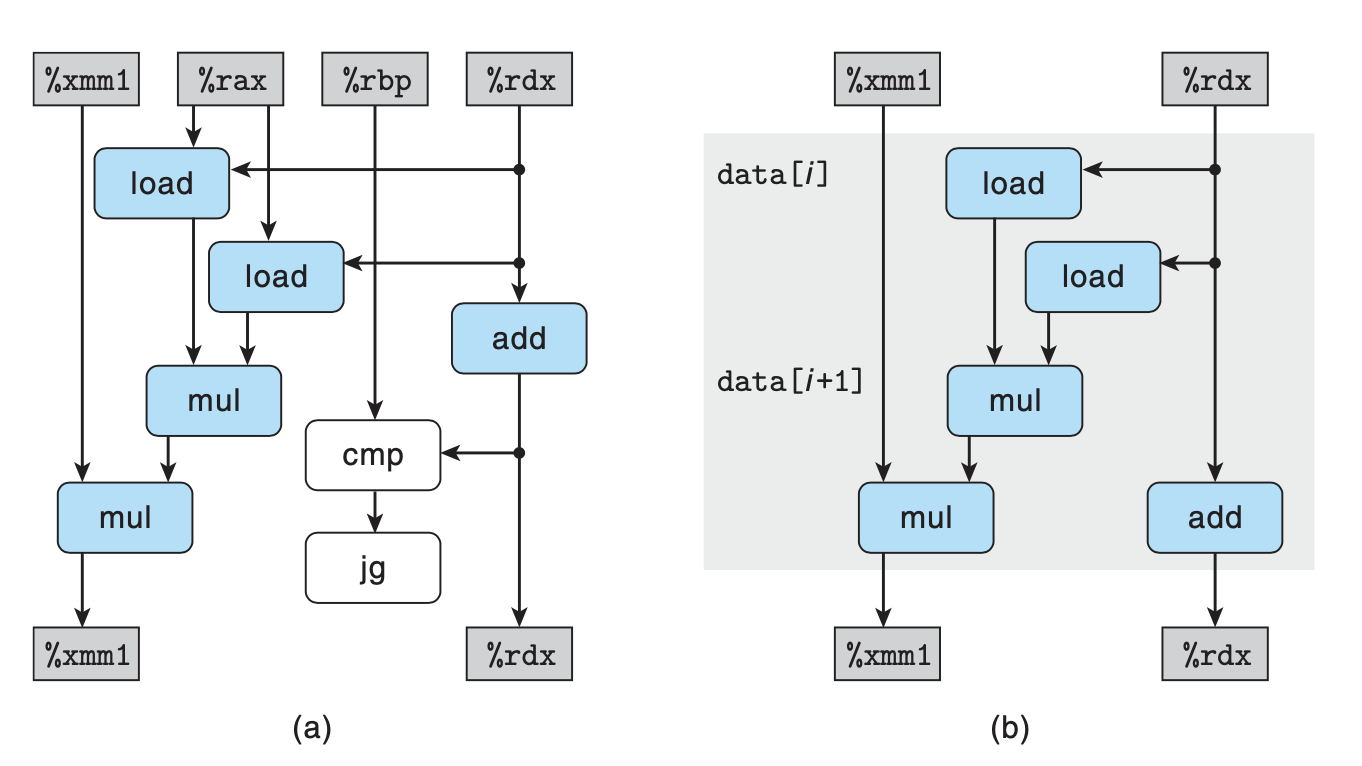 %xmm1 %rax %rbp %rdx
load
load
add
mul
cmp
mul
jg
%xmm1 %rdx
(a)
%xmm1 %rdx
data[i] load
load
data[i+1] mul
mul add
%xmm1 %rdx
(b)